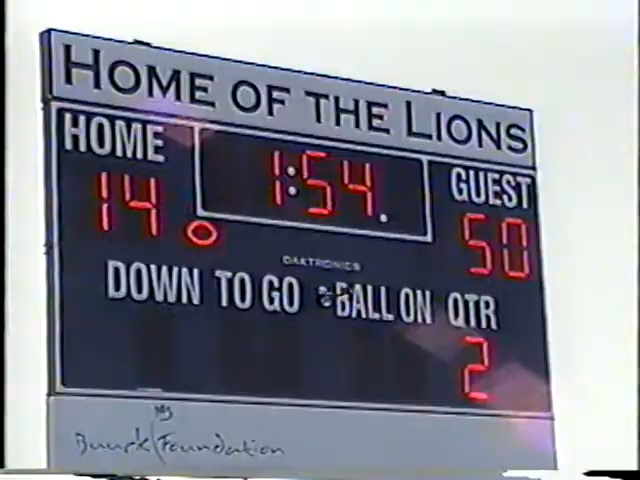 HOME OF THE LIONS
HOME 1:54. GUEST
14 50
DAKTRONICS
DOWN TO GO BALL ON QTR
2
Foundation